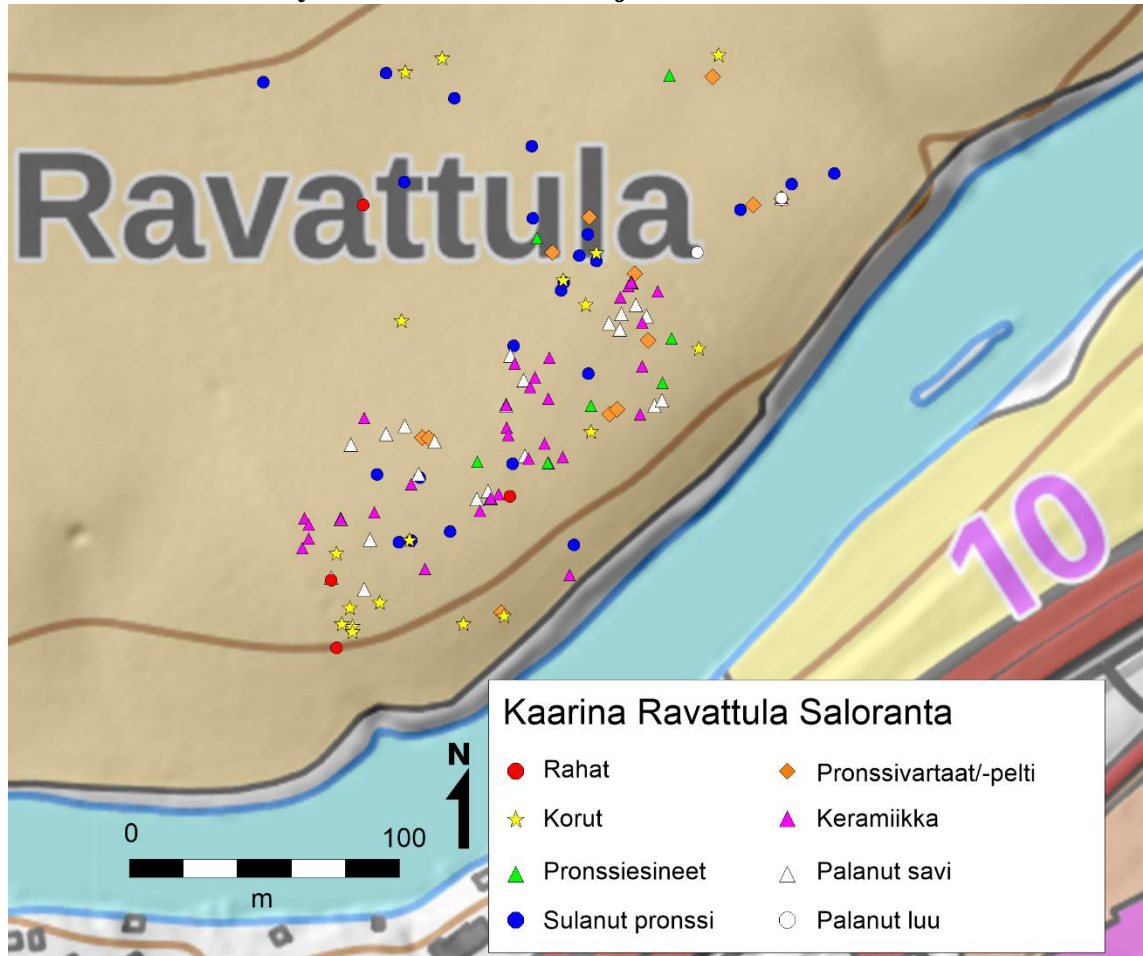 Ravattula
10
Kaarina Ravattula Saloranta
Rahat
Pronssivartaat/-pelti
Korut
Keramiikka
Pronssiesineet
Palanut savi
Sulanut pronssi
Palanut luu
N
0 100
m